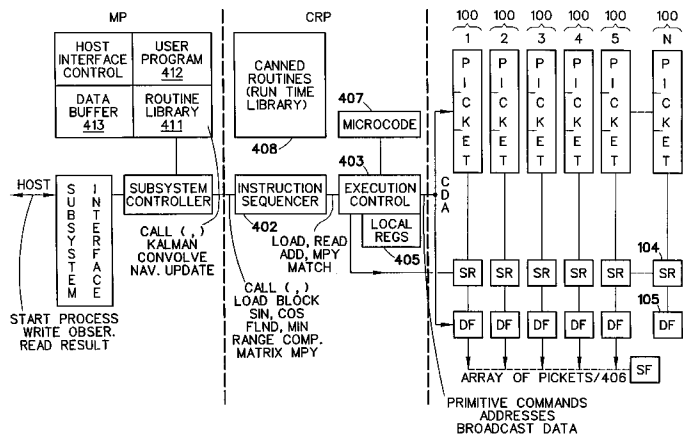 MP
HOST INTERFACE CONTROL
USER PROGRAM 412
DATA BUFFER 413
ROUTINE LIBRARY 411
HOST
SUBSYSTEM INTERFACE
SUBSYSTEM CONTROLLER
START PROCESS
WRITE OBSER.
READ RESULT
CALL (,)
KALMAN
CONVOLVE
NAV. UPDATE
CRP
CANNED ROUTINES (RUN TIME LIBRARY)
408
407
MICROCODE
403
INSTRUCTION SEQUENCER
402
EXECUTION CONTROL
LOCAL REGS
405
LOAD, READ
ADD, MPY
MATCH
CALL (,)
LOAD BLOCK
SIN, COS
FLND, MIN
RANGE COMP.
MATRIX MPY
CDA
100 100 100 100 100 100
1 2 3 4 5 N
PICKET PICKET PICKET PICKET PICKET PICKET
104
SR SR SR SR SR SR
105
DF DF DF DF DF DF
ARRAY OF PICKETS/406
SF
PRIMITIVE COMMANDS
ADDRESSES
BROADCAST DATA